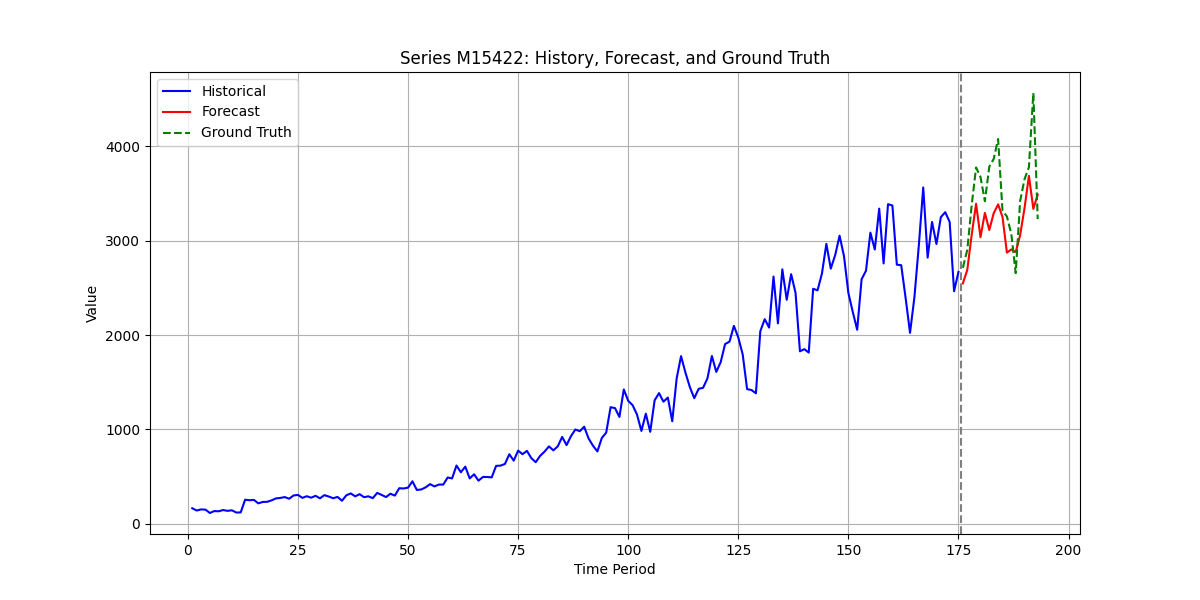 Series M15422: History, Forecast, and Ground Truth
Historical
Forecast
Ground Truth
Value
4000
3000
2000
1000
0
0 25 50 75 100 125 150 175 200
Time Period